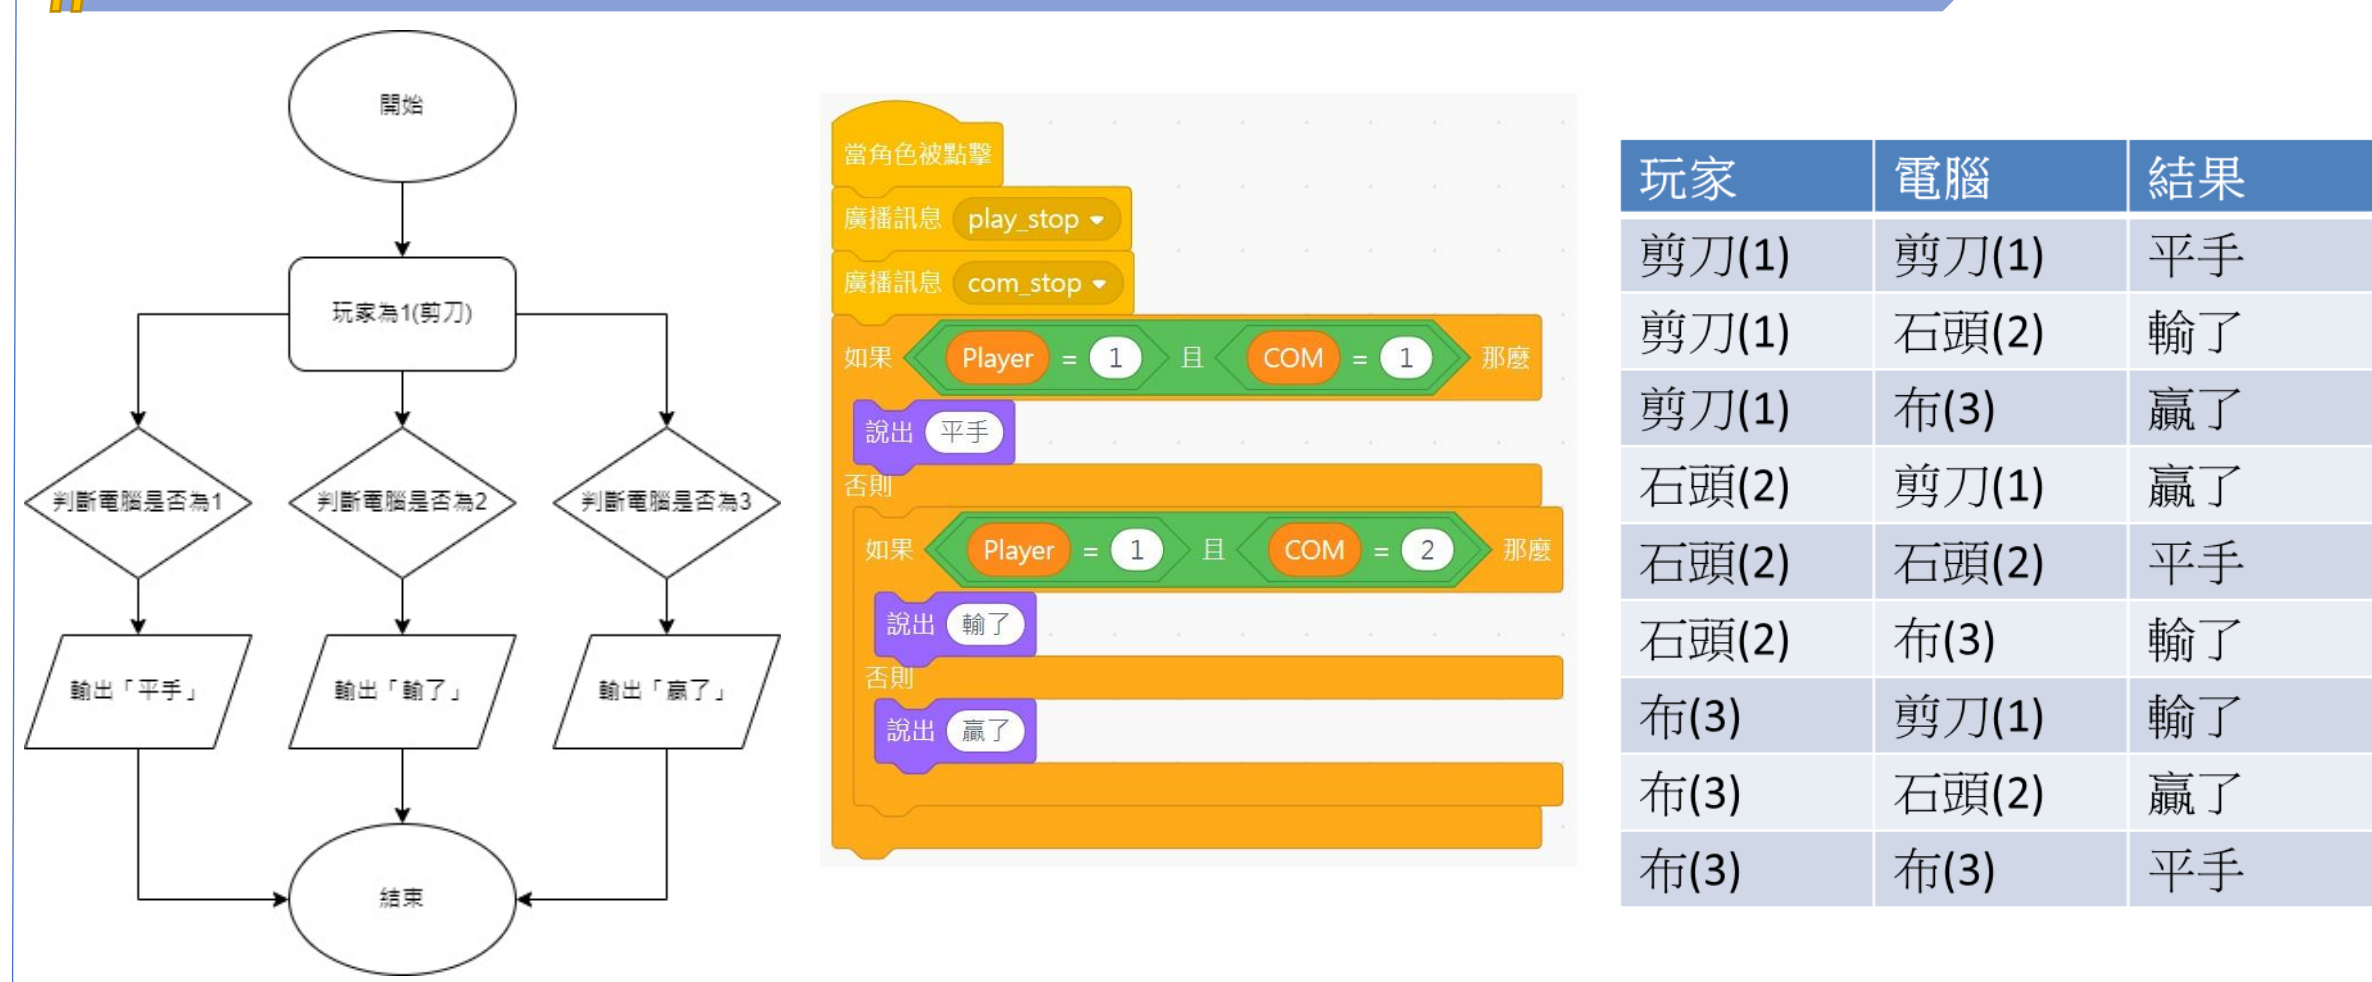 開始
玩家為1(剪刀)
判斷電腦是否為1
判斷電腦是否為2
判斷電腦是否為3
輸出「平手」
輸出「輸了」
輸出「贏了」
結束
當角色被點擊
廣播訊息 play_stop
廣播訊息 com_stop
如果 Player = 1 且 COM = 1 那麼
說出 平手
否則
如果 Player = 1 且 COM = 2 那麼
說出 輸了
否則
說出 贏了
玩家 電腦 結果
剪刀(1) 剪刀(1) 平手
剪刀(1) 石頭(2) 輸了
剪刀(1) 布(3) 贏了
石頭(2) 剪刀(1) 贏了
石頭(2) 石頭(2) 平手
石頭(2) 布(3) 輸了
布(3) 剪刀(1) 輸了
布(3) 石頭(2) 贏了
布(3) 布(3) 平手